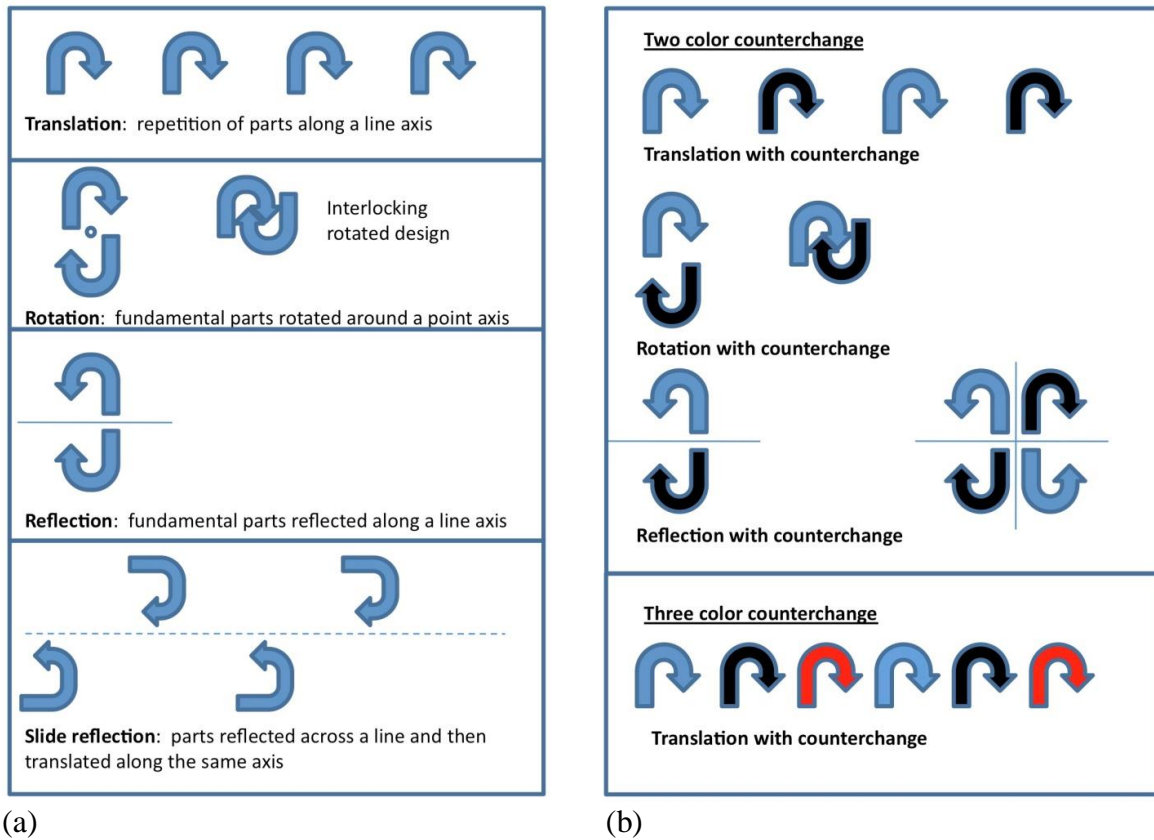 Translation: repetition of parts along a line axis
Interlocking
rotated design
Rotation: fundamental parts rotated around a point axis
Reflection: fundamental parts reflected along a line axis
Slide reflection: parts reflected across a line and then
translated along the same axis
(a)
Two color counterchange
Translation with counterchange
Rotation with counterchange
Reflection with counterchange
Three color counterchange
Translation with counterchange
(b)